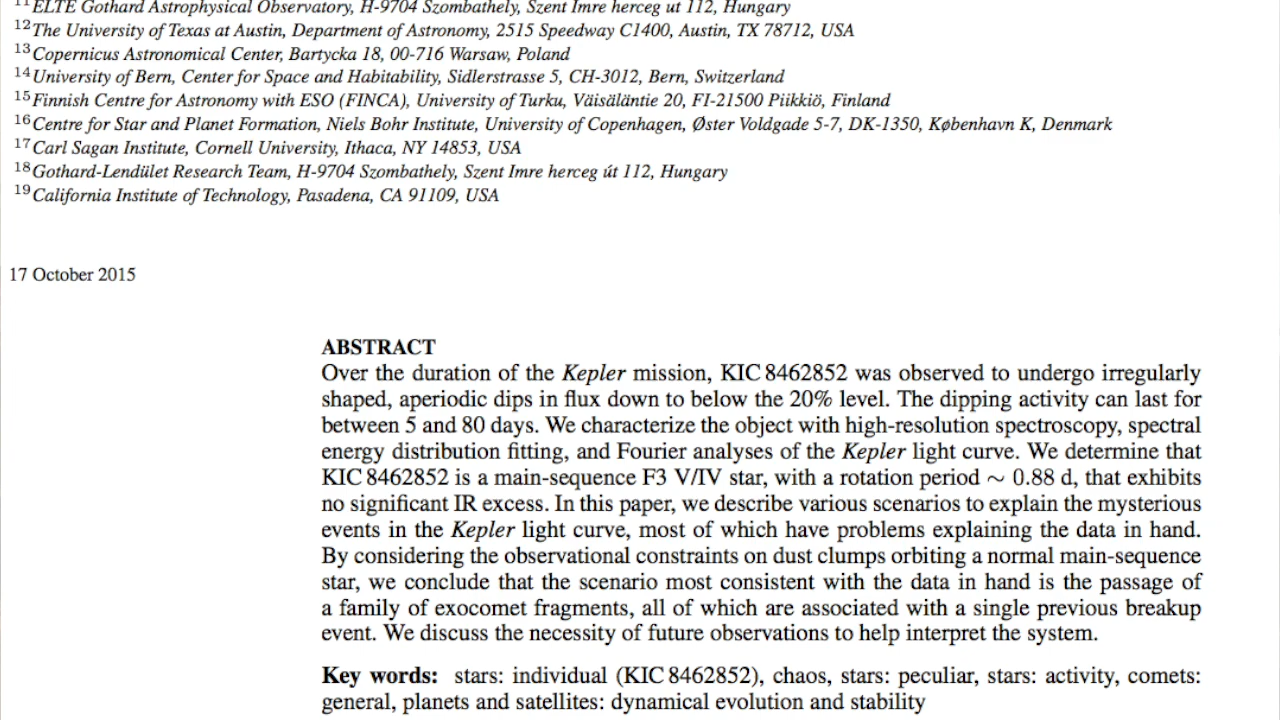 11 ELTE Gothard Astrophysical Observatory, H-9704 Szombathely, Szent Imre herceg ut 112, Hungary
12 The University of Texas at Austin, Department of Astronomy, 2515 Speedway C1400, Austin, TX 78712, USA
13 Copernicus Astronomical Center, Bartycka 18, 00-716 Warsaw, Poland
14 University of Bern, Center for Space and Habitability, Sidlerstrasse 5, CH-3012, Bern, Switzerland
15 Finnish Centre for Astronomy with ESO (FINCA), University of Turku, Väisäläntie 20, FI-21500 Piikkiö, Finland
16 Centre for Star and Planet Formation, Niels Bohr Institute, University of Copenhagen, Øster Voldgade 5-7, DK-1350, København K, Denmark
17 Carl Sagan Institute, Cornell University, Ithaca, NY 14853, USA
18 Gothard-Lendület Research Team, H-9704 Szombathely, Szent Imre herceg út 112, Hungary
19 California Institute of Technology, Pasadena, CA 91109, USA
17 October 2015
ABSTRACT
Over the duration of the Kepler mission, KIC 8462852 was observed to undergo irregularly
shaped, aperiodic dips in flux down to below the 20% level. The dipping activity can last for
between 5 and 80 days. We characterize the object with high-resolution spectroscopy, spectral
energy distribution fitting, and Fourier analyses of the Kepler light curve. We determine that
KIC 8462852 is a main-sequence F3 V/IV star, with a rotation period ~ 0.88 d, that exhibits
no significant IR excess. In this paper, we describe various scenarios to explain the mysterious
events in the Kepler light curve, most of which have problems explaining the data in hand.
By considering the observational constraints on dust clumps orbiting a normal main-sequence
star, we conclude that the scenario most consistent with the data in hand is the passage of
a family of exocomet fragments, all of which are associated with a single previous breakup
event. We discuss the necessity of future observations to help interpret the system.
Key words: stars: individual (KIC 8462852), chaos, stars: peculiar, stars: activity, comets:
general, planets and satellites: dynamical evolution and stability